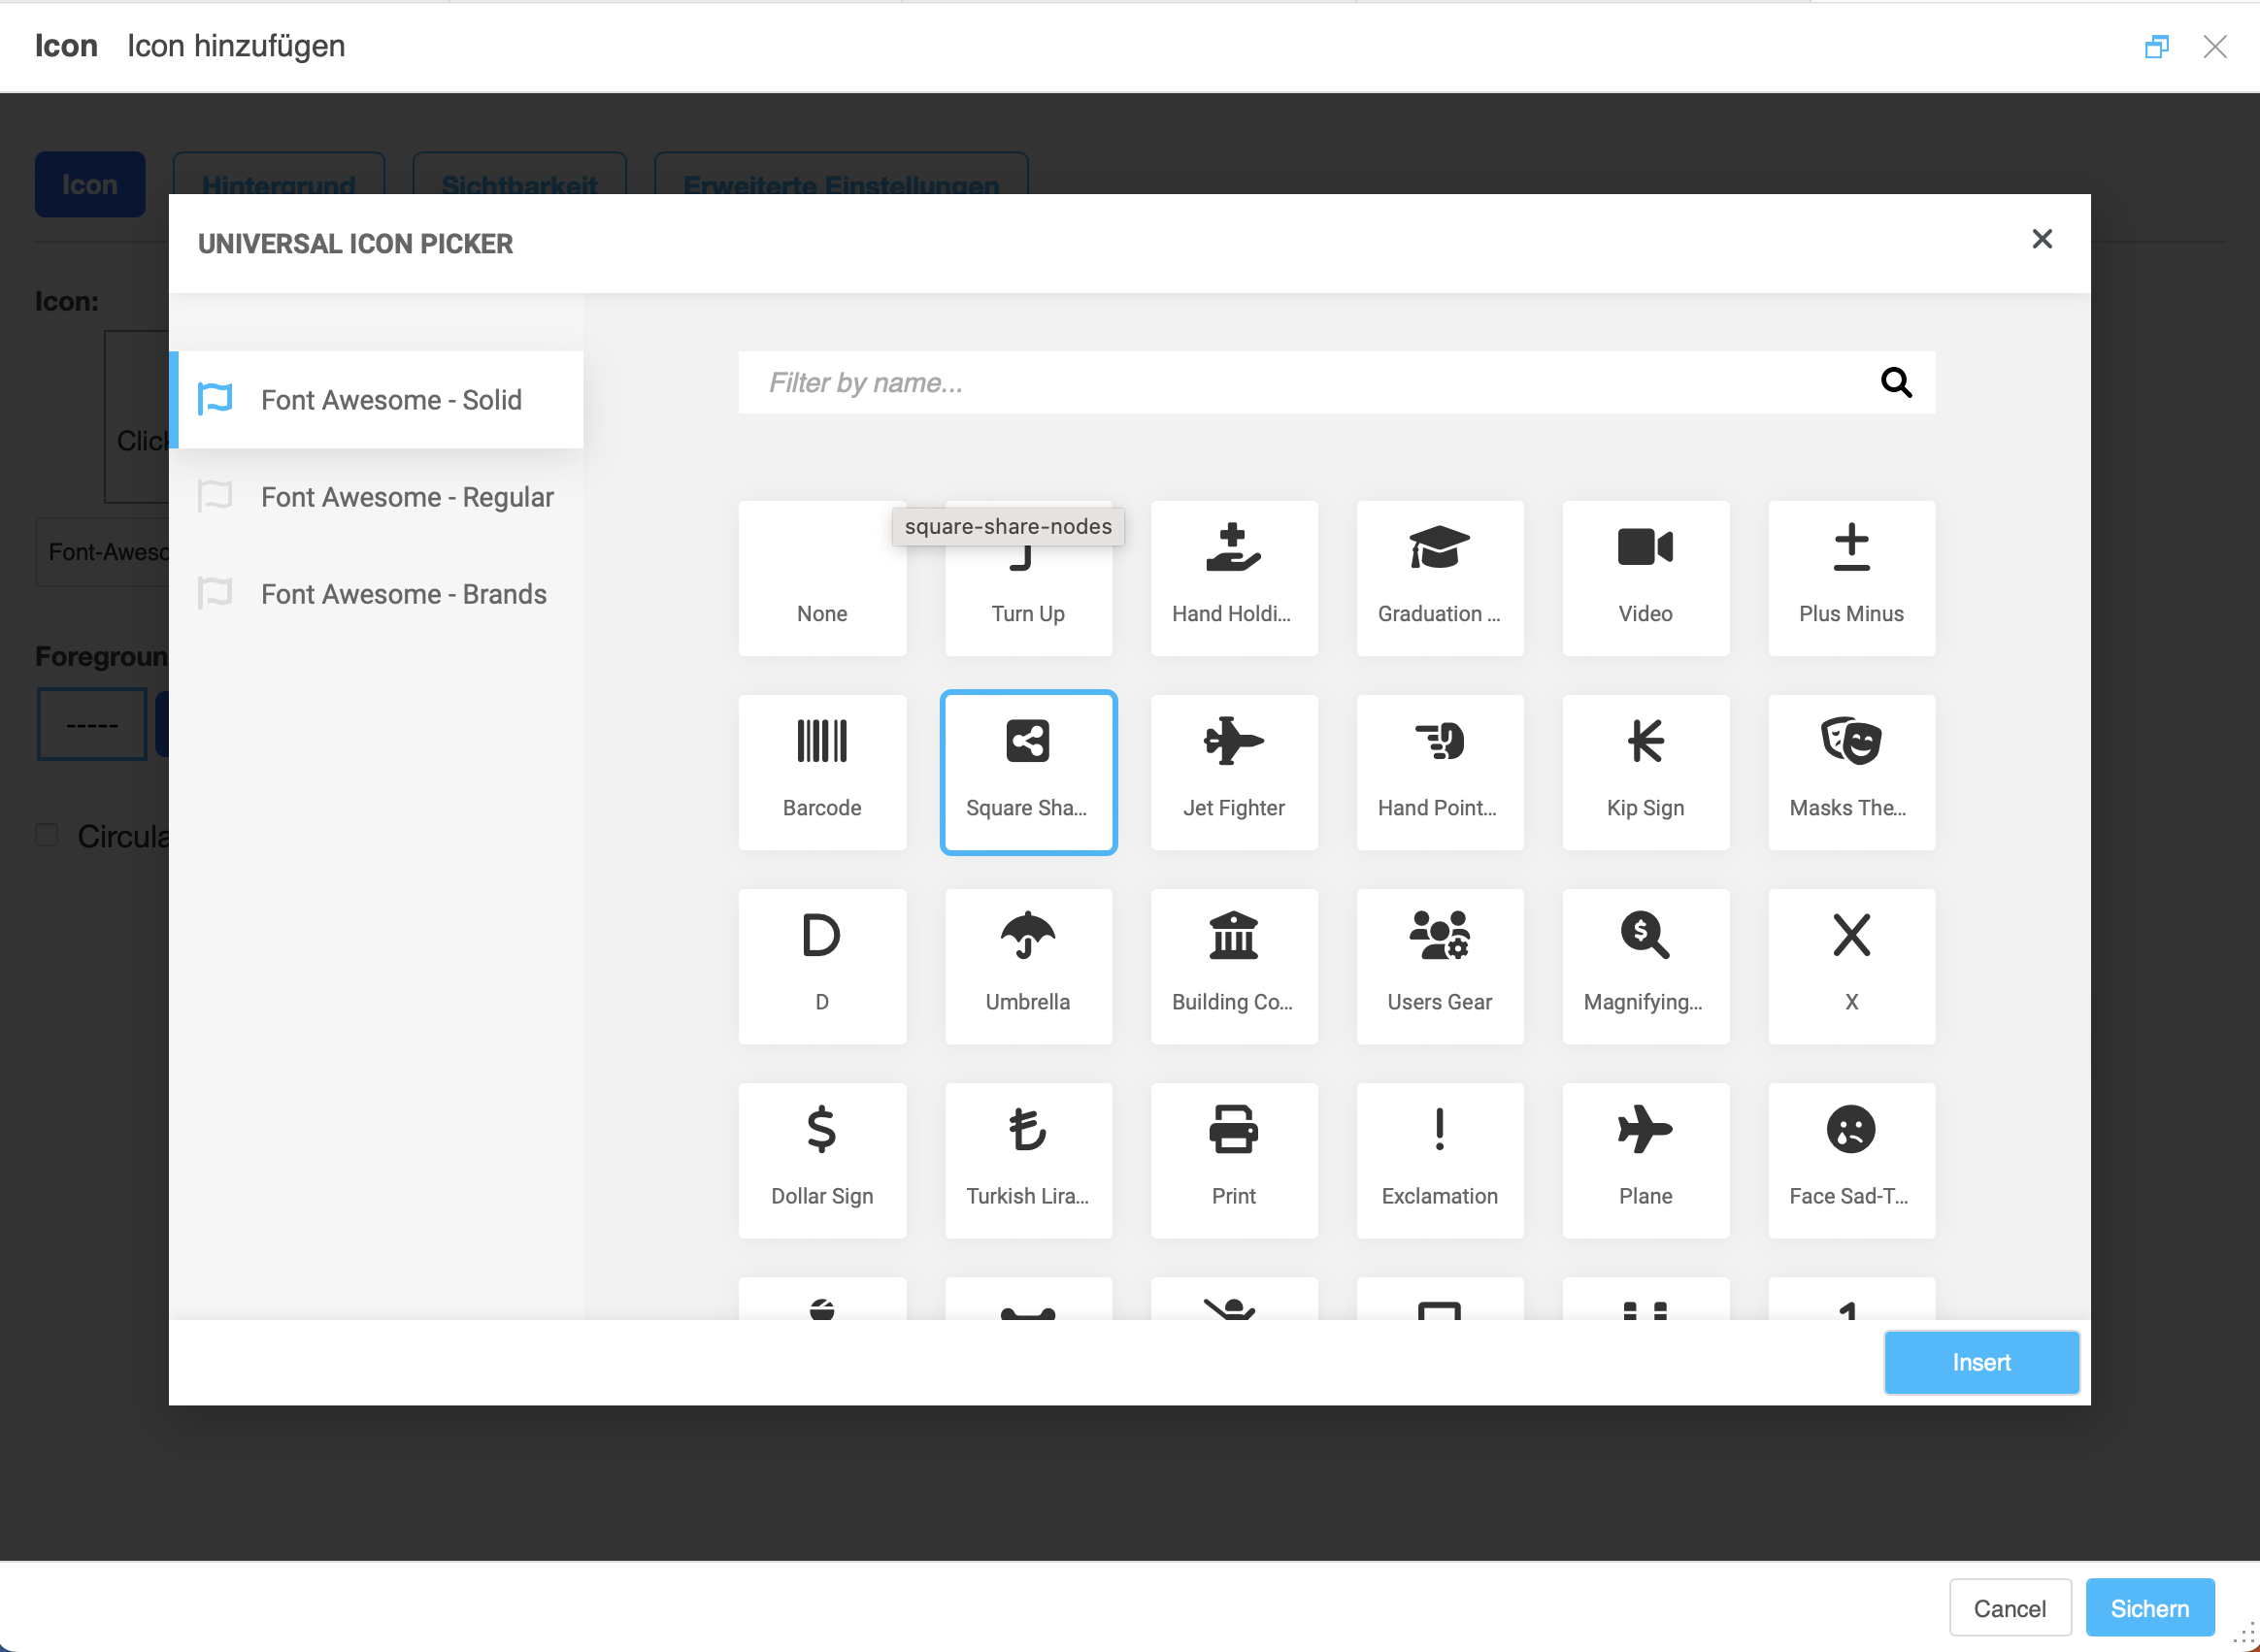 Icon Icon hinzufügen
Icon Hintergrund Sichtbarkeit Erweiterte Einstellungen
UNIVERSAL ICON PICKER
Icon:
Click
Font-Aweso
Foregroun
-----
Circula
Font Awesome - Solid
Font Awesome - Regular
Font Awesome - Brands
Filter by name...
square-share-nodes
None Turn Up Hand Holdi... Graduation ... Video Plus Minus
Barcode Square Sha... Jet Fighter Hand Point... Kip Sign Masks The...
D
X
D Umbrella Building Co... Users Gear Magnifying... X
Dollar Sign Turkish Lira... Print Exclamation Plane Face Sad-T...
Insert
Cancel Sichern